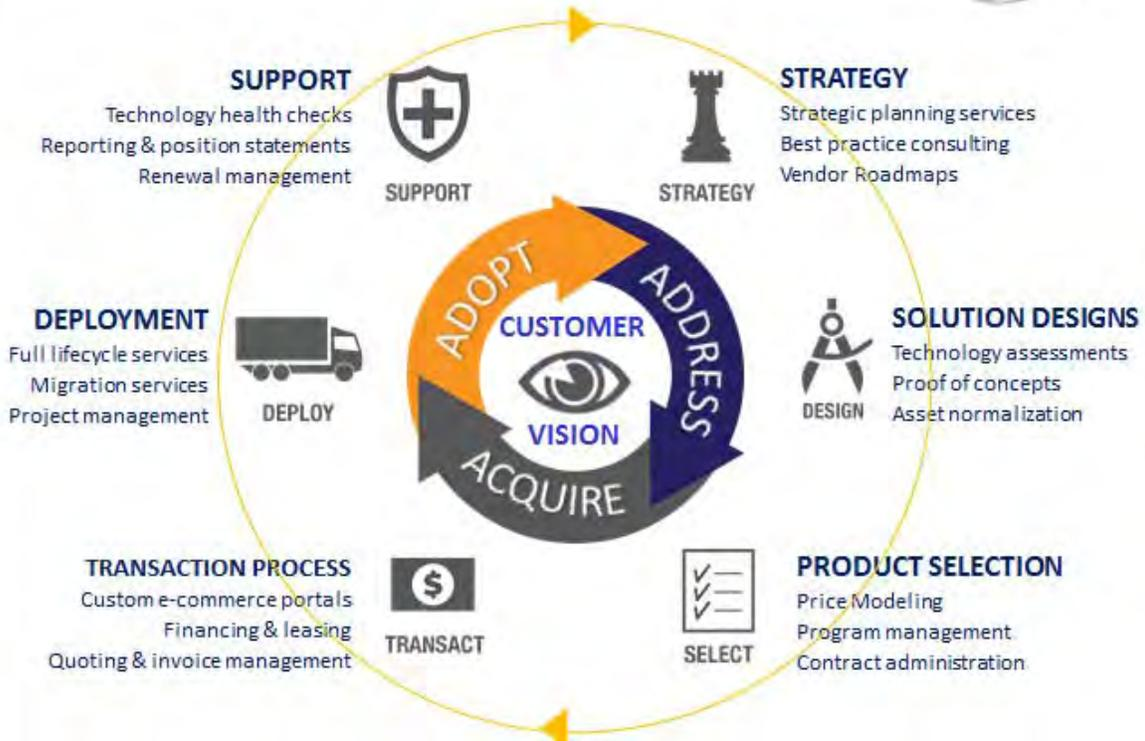 SUPPORT
Technology health checks
Reporting & position statements
Renewal management
SUPPORT
STRATEGY
Strategic planning services
Best practice consulting
Vendor Roadmaps
STRATEGY
ADOPT
ADDRESS
ACQUIRE
CUSTOMER
VISION
DEPLOYMENT
Full lifecycle services
Migration services
Project management
DEPLOY
SOLUTION DESIGNS
Technology assessments
Proof of concepts
Asset normalization
DESIGN
TRANSACTION PROCESS
Custom e-commerce portals
Financing & leasing
Quoting & invoice management
TRANSACT
$
PRODUCT SELECTION
Price Modeling
Program management
Contract administration
SELECT